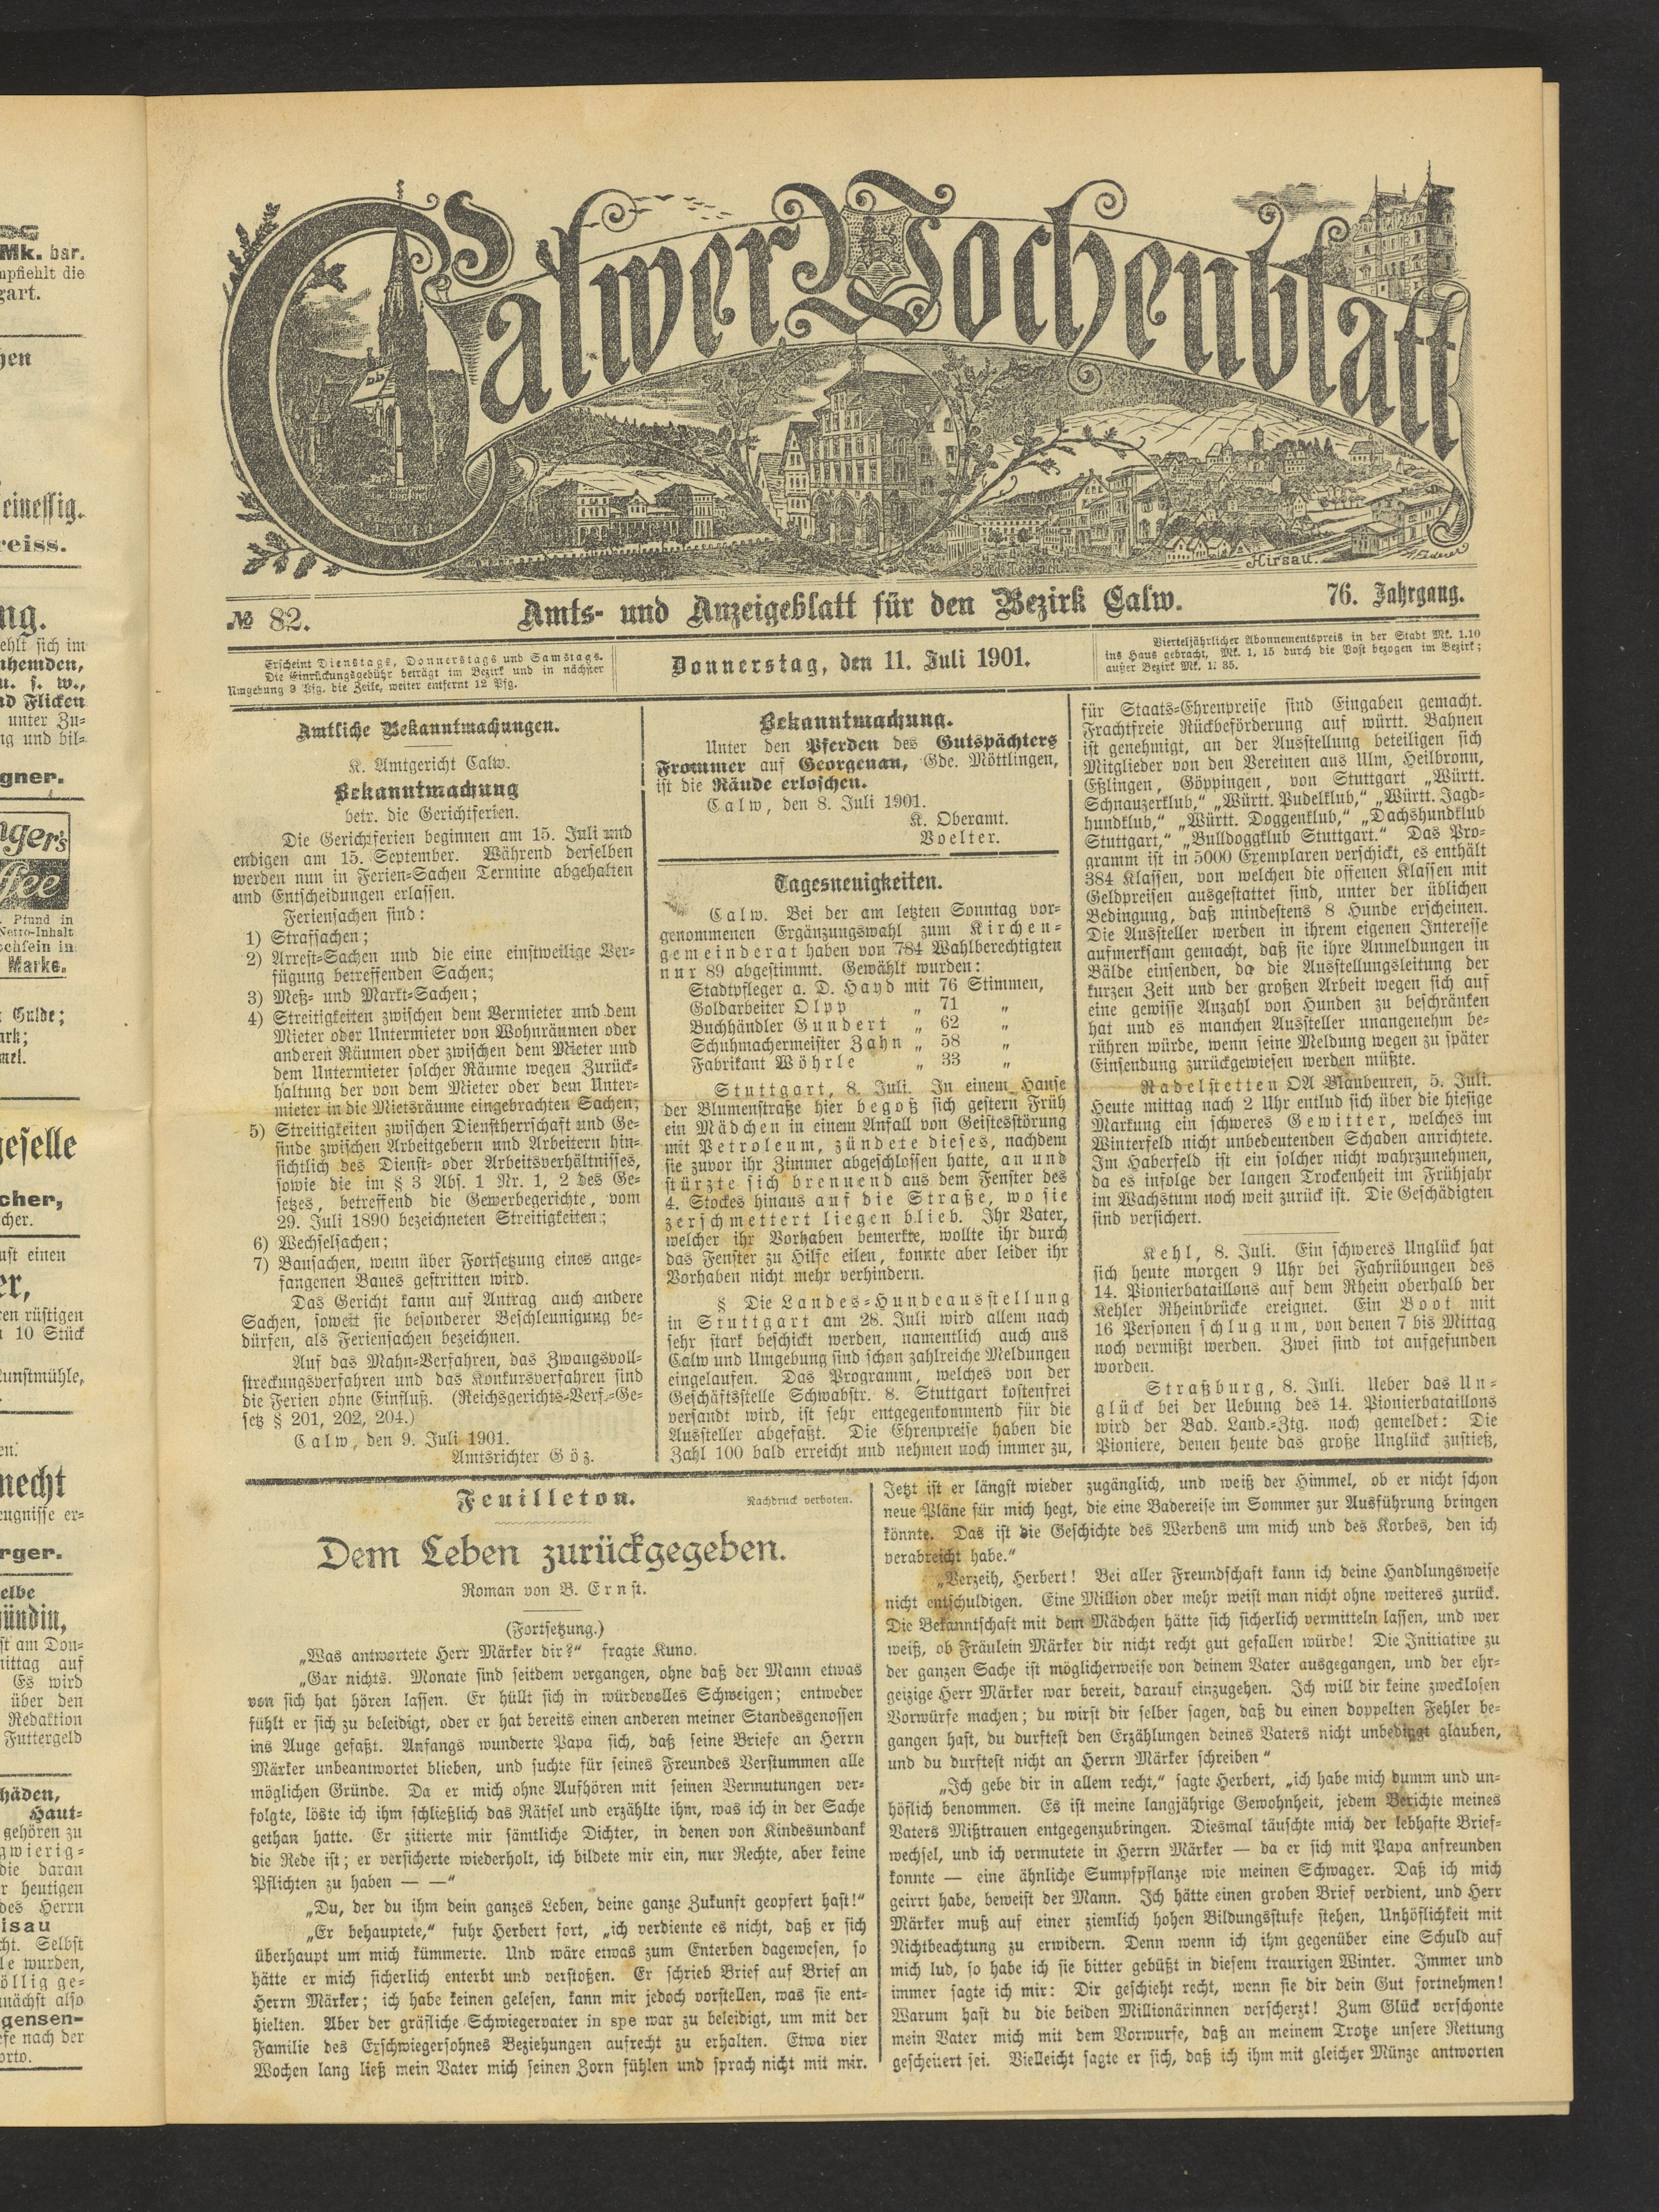 Calwer Wochenblatt
Hirsau.
№ 82.
Amts- und Anzeigeblatt für den Bezirk Calw.
76. Jahrgang.
Erscheint Dienstags, Donnerstags und Samstags.
Die Einrückungsgebühr beträgt im Bezirk und in nächster
Umgebung 9 Pfg. die Zeile, weiter entfernt 12 Pfg.
Donnerstag, den 11. Juli 1901.
Vierteljährlicher Abonnementspreis in der Stadt Mk. 1.10
ins Haus gebracht, Mk. 1, 15 durch die Post bezogen im Bezirk;
außer Bezirk Mk. 1. 35.
Amtliche Bekanntmachungen.
K. Amtgericht Calw.
Bekanntmachung
betr. die Gerichtferien.
Die Gerichsferien beginnen am 15. Juli und
endigen am 15. September. Während derselben
werden nun in Ferien-Sachen Termine abgehalten
und Entscheidungen erlassen.
Feriensachen sind:
1) Strafsachen;
2) Arrest-Sachen und die eine einstweilige Ver-
fügung betreffenden Sachen;
3) Meß- und Markt-Sachen;
4) Streitigkeiten zwischen dem Vermieter und dem
Mieter oder Untermieter von Wohnräumen oder
anderen Räumen oder zwischen dem Mieter und
dem Untermieter solcher Räume wegen Zurück-
haltung der von dem Mieter oder dem Unter-
mieter in die Mietsräume eingebrachten Sachen;
5) Streitigkeiten zwischen Dienstherrschaft und Ge-
sinde zwischen Arbeitgebern und Arbeitern hin-
sichtlich des Dienst- oder Arbeitsverhältnisses,
sowie die im § 3 Abs. 1 Nr. 1, 2 des Ge-
setzes, betreffend die Gewerbegerichte, vom
29. Juli 1890 bezeichneten Streitigkeiten;
6) Wechselsachen;
7) Bausachen, wenn über Fortsetzung eines ange-
fangenen Baues gestritten wird.
Das Gericht kann auf Antrag auch andere
Sachen, soweit sie besonderer Beschleunigung be-
dürfen, als Feriensachen bezeichnen.
Auf das Mahn-Verfahren, das Zwangsvoll-
streckungsverfahren und das Konkursverfahren sind
die Ferien ohne Einfluß. (Reichsgerichts-Verf.-Ge-
setz § 201, 202, 204.)
Calw, den 9. Juli 1901.
Amtsrichter Göz.
Bekanntmachung.
Unter den Pferden des Gutspächters
Frommer auf Georgenau, Gde. Möttlingen,
ist die Räude erloschen.
Calw, den 8. Juli 1901.
K. Oberamt.
Voelter.
Tagesneuigkeiten.
Calw. Bei der am letzten Sonntag vor-
genommenen Ergänzungswahl zum Kirchen-
gemeinderat haben von 784 Wahlberechtigten
nur 89 abgestimmt. Gewählt wurden:
Stadtpfleger a. D. Hayd mit 76 Stimmen,
Goldarbeiter Olpp „ 71 „
Buchhändler Gundert „ 62 „
Schuhmachermeister Zahn „ 58 „
Fabrikant Wöhrle „ 33 „
Stuttgart, 8. Juli. In einem Hause
der Blumenstraße hier begoß sich gestern Früh
ein Mädchen in einem Anfall von Geistesstörung
mit Petroleum, zündete dieses, nachdem
sie zuvor ihr Zimmer abgeschlossen hatte, an und
stürzte sich brennend aus dem Fenster des
4. Stockes hinaus auf die Straße, wo sie
zerschmettert liegen blieb. Ihr Vater,
welcher ihr Vorhaben bemerkte, wollte ihr durch
das Fenster zu Hilfe eilen, konnte aber leider ihr
Vorhaben nicht mehr verhindern.
§ Die Landes-Hundeausstellung
in Stuttgart am 28. Juli wird allem nach
sehr stark beschickt werden, namentlich auch aus
Calw und Umgebung sind schon zahlreiche Meldungen
eingelaufen. Das Programm, welches von der
Geschäftsstelle Schwabstr. 8. Stuttgart kostenfrei
versandt wird, ist sehr entgegenkommend für die
Aussteller abgefaßt. Die Ehrenpreise haben die
Zahl 100 bald erreicht und nehmen noch immer zu,
für Staats-Ehrenpreise sind Eingaben gemacht.
Frachtfreie Rückbeförderung auf württ. Bahnen
ist genehmigt, an der Ausstellung beteiligen sich
Mitglieder von den Vereinen aus Ulm, Heilbronn,
Eßlingen, Göppingen, von Stuttgart „Württ.
Schnauzerklub,“ „Württ. Pudelklub,“ „Württ. Jagd-
hundklub,“ „Württ. Doggenklub,“ „Dachshundklub
Stuttgart,“ „Bulldoggklub Stuttgart.“ Das Pro-
gramm ist in 5000 Exemplaren verschickt, es enthält
384 Klassen, von welchen die offenen Klassen mit
Geldpreisen ausgestattet sind, unter der üblichen
Bedingung, daß mindestens 8 Hunde erscheinen.
Die Aussteller werden in ihrem eigenen Interesse
aufmerksam gemacht, daß sie ihre Anmeldungen in
Bälde einsenden, da die Ausstellungsleitung der
kurzen Zeit und der großen Arbeit wegen sich auf
eine gewisse Anzahl von Hunden zu beschränken
hat und es manchen Aussteller unangenehm be-
rühren würde, wenn seine Meldung wegen zu später
Einsendung zurückgewiesen werden müßte.
Radelstetten OA Blaubeuren, 5. Juli.
Heute mittag nach 2 Uhr entlud sich über die hiesige
Markung ein schweres Gewitter, welches im
Winterfeld nicht unbedeutenden Schaden anrichtete.
Im Haberfeld ist ein solcher nicht wahrzunehmen,
da es infolge der langen Trockenheit im Frühjahr
im Wachstum noch weit zurück ist. Die Geschädigten
sind versichert.
Kehl, 8. Juli. Ein schweres Unglück hat
sich heute morgen 9 Uhr bei Fahrübungen des
14. Pionierbataillons auf dem Rhein oberhalb der
Kehler Rheinbrücke ereignet. Ein Boot mit
16 Personen schlug um, von denen 7 bis Mittag
noch vermißt werden. Zwei sind tot aufgefunden
worden.
Straßburg, 8. Juli. Ueber das Un-
glück bei der Uebung des 14. Pionierbataillons
wird der Bad. Land.-Ztg. noch gemeldet: Die
Pioniere, denen heute das große Unglück zustieß,
Feuilleton.
Nachdruck verboten.
Dem Leben zurückgegeben.
Roman von B. Ernst.
(Fortsetzung.)
„Was antwortete Herr Märker dir?“ fragte Kuno.
„Gar nichts. Monate sind seitdem vergangen, ohne daß der Mann etwas
von sich hat hören lassen. Er hüllt sich in würdevolles Schweigen; entweder
fühlt er sich zu beleidigt, oder er hat bereits einen anderen meiner Standesgenossen
ins Auge gefaßt. Anfangs wunderte Papa sich, daß seine Briefe an Herrn
Märker unbeantwortet blieben, und suchte für seines Freundes Verstummen alle
möglichen Gründe. Da er mich ohne Aufhören mit seinen Vermutungen ver-
folgte, löste ich ihm schließlich das Rätsel und erzählte ihm, was ich in der Sache
gethan hatte. Er zitierte mir sämtliche Dichter, in denen von Kindesundank
die Rede ist; er versicherte wiederholt, ich bildete mir ein, nur Rechte, aber keine
Pflichten zu haben — —“
„Du, der du ihm dein ganzes Leben, deine ganze Zukunft geopfert hast!“
„Er behauptete,“ fuhr Herbert fort, „ich verdiente es nicht, daß er sich
überhaupt um mich kümmerte. Und wäre etwas zum Enterben dagewesen, so
hätte er mich sicherlich enterbt und verstoßen. Er schrieb Brief auf Brief an
Herrn Märker; ich habe keinen gelesen, kann mir jedoch vorstellen, was sie ent-
hielten. Aber der gräfliche Schwiegervater in spe war zu beleidigt, um mit der
Familie des Exschwiegersohnes Beziehungen aufrecht zu erhalten. Etwa vier
Wochen lang ließ mein Vater mich seinen Zorn fühlen und sprach nicht mit mir.
Jetzt ist er längst wieder zugänglich, und weiß der Himmel, ob er nicht schon
neue Pläne für mich hegt, die eine Badereise im Sommer zur Ausführung bringen
könnte. Das ist die Geschichte des Werbens um mich und des Korbes, den ich
verabreicht habe.“
„Verzeih, Herbert! Bei aller Freundschaft kann ich deine Handlungsweise
nicht entschuldigen. Eine Million oder mehr weist man nicht ohne weiteres zurück.
Die Bekanntschaft mit dem Mädchen hätte sich sicherlich vermitteln lassen, und wer
weiß, ob Fräulein Märker dir nicht recht gut gefallen würde! Die Initiative zu
der ganzen Sache ist möglicherweise von deinem Vater ausgegangen, und der ehr-
geizige Herr Märker war bereit, darauf einzugehen. Ich will dir keine zwecklosen
Vorwürfe machen; du wirst dir selber sagen, daß du einen doppelten Fehler be-
gangen hast, du durftest den Erzählungen deines Vaters nicht unbedingt glauben,
und du durftest nicht an Herrn Märker schreiben“
„Ich gebe dir in allem recht,“ sagte Herbert, „ich habe mich dumm und un-
höflich benommen. Es ist meine langjährige Gewohnheit, jedem Berichte meines
Vaters Mißtrauen entgegenzubringen. Diesmal täuschte mich der lebhafte Brief-
wechsel, und ich vermutete in Herrn Märker — da er sich mit Papa anfreunden
konnte — eine ähnliche Sumpfpflanze wie meinen Schwager. Daß ich mich
geirrt habe, beweist der Mann. Ich hätte einen groben Brief verdient, und Herr
Märker muß auf einer ziemlich hohen Bildungsstufe stehen, Unhöflichkeit mit
Nichtbeachtung zu erwidern. Denn wenn ich ihm gegenüber eine Schuld auf
mich lud, so habe ich sie bitter gebüßt in diesem traurigen Winter. Immer und
immer sagte ich mir: Dir geschieht recht, wenn sie dir dein Gut fortnehmen!
Warum hast du die beiden Millionärinnen verscherzt! Zum Glück verschonte
mein Vater mich mit dem Vorwurfe, daß an meinem Trotze unsere Rettung
gescheitert sei. Vielleicht sagte er sich, daß ich ihm mit gleicher Münze antworten